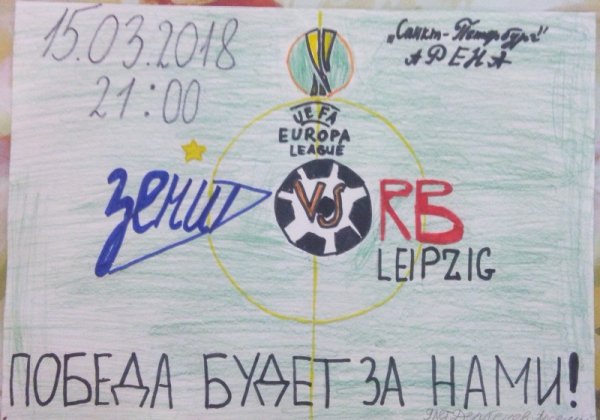 15.03.2018
21:00
„Санкт-Петербург"
АРЕНА
UEFA
EUROPA
LEAGUE
Зенит
VS
RB
LEIPZIG
ПОБЕДА БУДЕТ ЗА НАМИ!